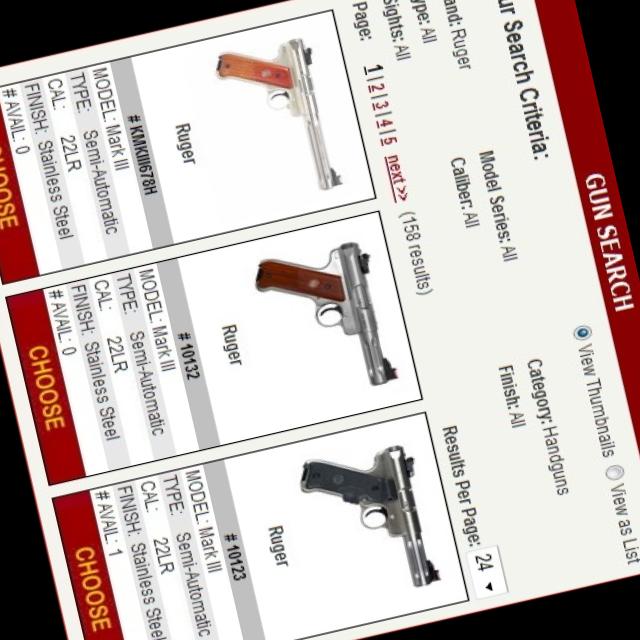 GUN SEARCH
View Thumbnails View as List
ur Search Criteria:
and: Ruger Model Series: All Category: Handguns
ype: All Caliber: All Finish: All
ights: All
Page: 1 | 2 | 3 | 4 | 5 next >> (158 results) Results Per Page: 24
Ruger
# KMKIII678H
MODEL: Mark III
TYPE: Semi-Automatic
CAL: 22LR
FINISH: Stainless Steel
# AVAIL: 0
OOSE
Ruger
# 10132
MODEL: Mark III
TYPE: Semi-Automatic
CAL: 22LR
FINISH: Stainless Steel
# AVAIL: 0
CHOOSE
Ruger
# 10123
MODEL: Mark III
TYPE: Semi-Automatic
CAL: 22LR
FINISH: Stainless Steel
# AVAIL: 1
CHOOSE